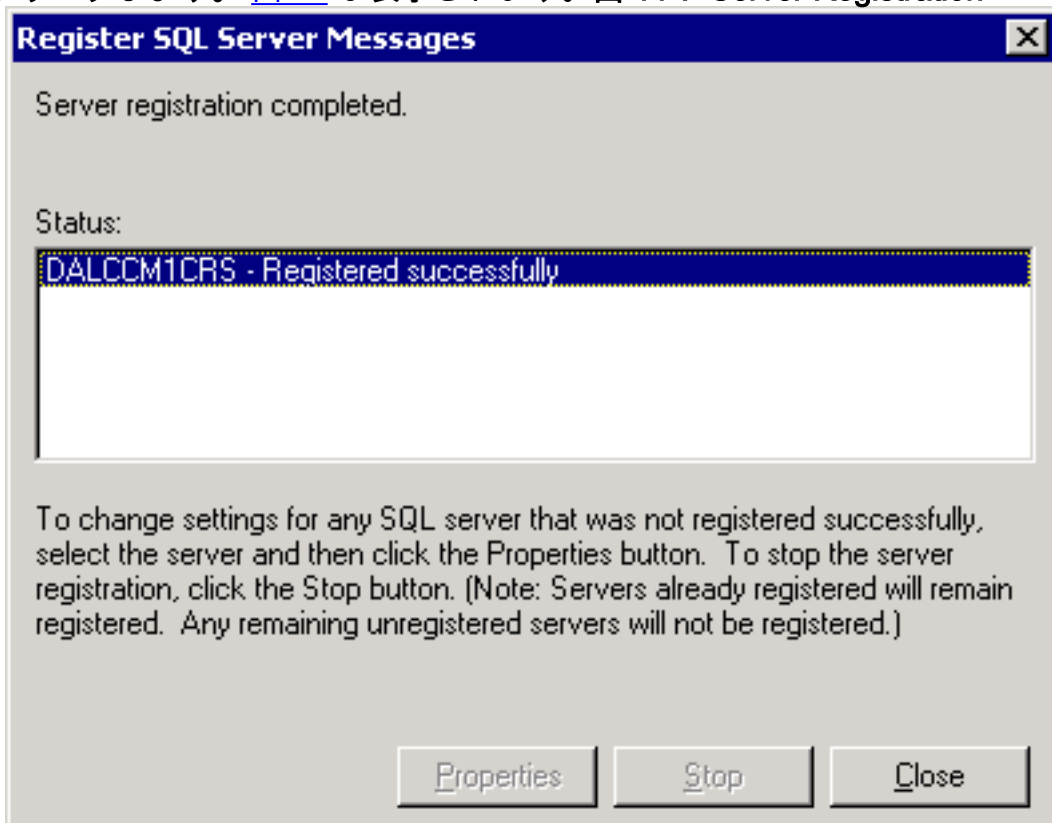 Register SQL Server Messages
Server registration completed.
Status:
DALCCM1CRS - Registered successfully
To change settings for any SQL server that was not registered successfully,
select the server and then click the Properties button. To stop the server
registration, click the Stop button. (Note: Servers already registered will remain
registered. Any remaining unregistered servers will not be registered.)
Properties
Stop
Close